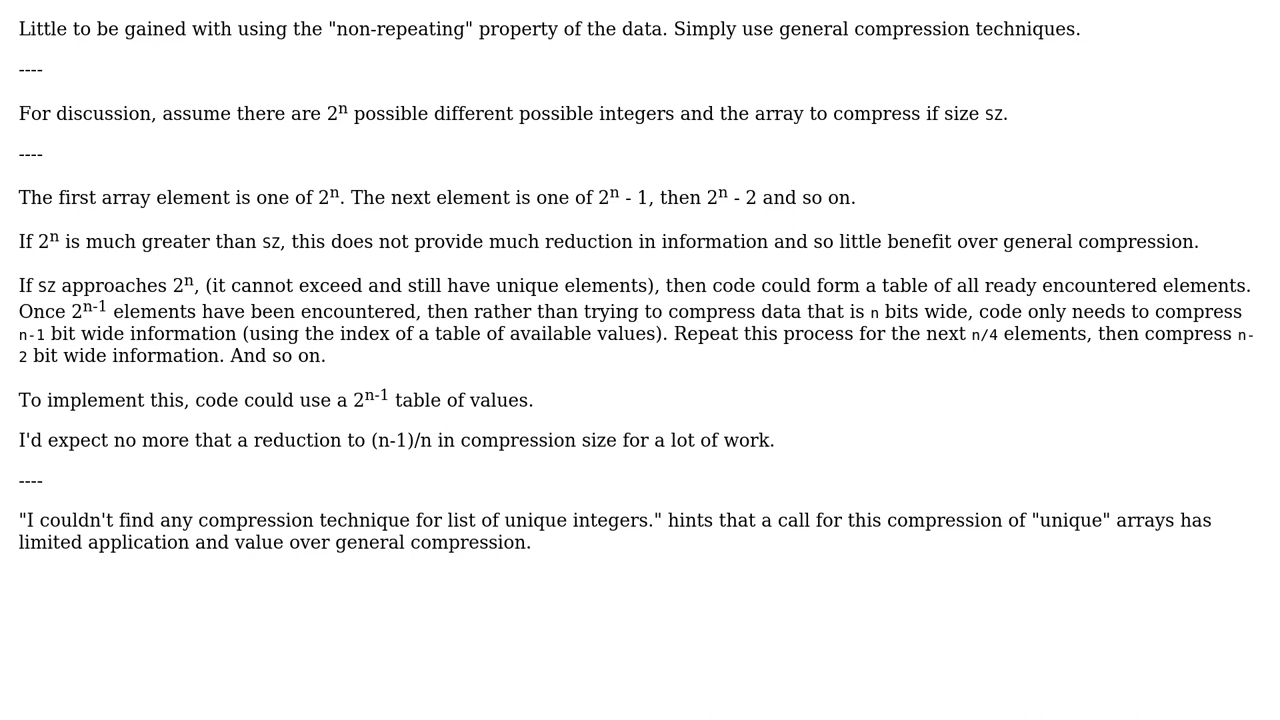 Little to be gained with using the "non-repeating" property of the data. Simply use general compression techniques.
----
For discussion, assume there are 2ⁿ possible different possible integers and the array to compress if size sz.
----
The first array element is one of 2ⁿ. The next element is one of 2ⁿ - 1, then 2ⁿ - 2 and so on.
If 2ⁿ is much greater than sz, this does not provide much reduction in information and so little benefit over general compression.
If sz approaches 2ⁿ, (it cannot exceed and still have unique elements), then code could form a table of all ready encountered elements.
Once 2ⁿ⁻¹ elements have been encountered, then rather than trying to compress data that is n bits wide, code only needs to compress
n-1 bit wide information (using the index of a table of available values). Repeat this process for the next n/4 elements, then compress n-
2 bit wide information. And so on.
To implement this, code could use a 2ⁿ⁻¹ table of values.
I'd expect no more that a reduction to (n-1)/n in compression size for a lot of work.
----
"I couldn't find any compression technique for list of unique integers." hints that a call for this compression of "unique" arrays has
limited application and value over general compression.